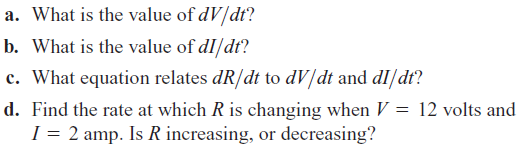 a. What is the value of dV/dt?
b. What is the value of dI/dt?
c. What equation relates dR/dt to dV/dt and dI/dt?
d. Find the rate at which R is changing when V = 12 volts and
I = 2 amp. Is R increasing, or decreasing?